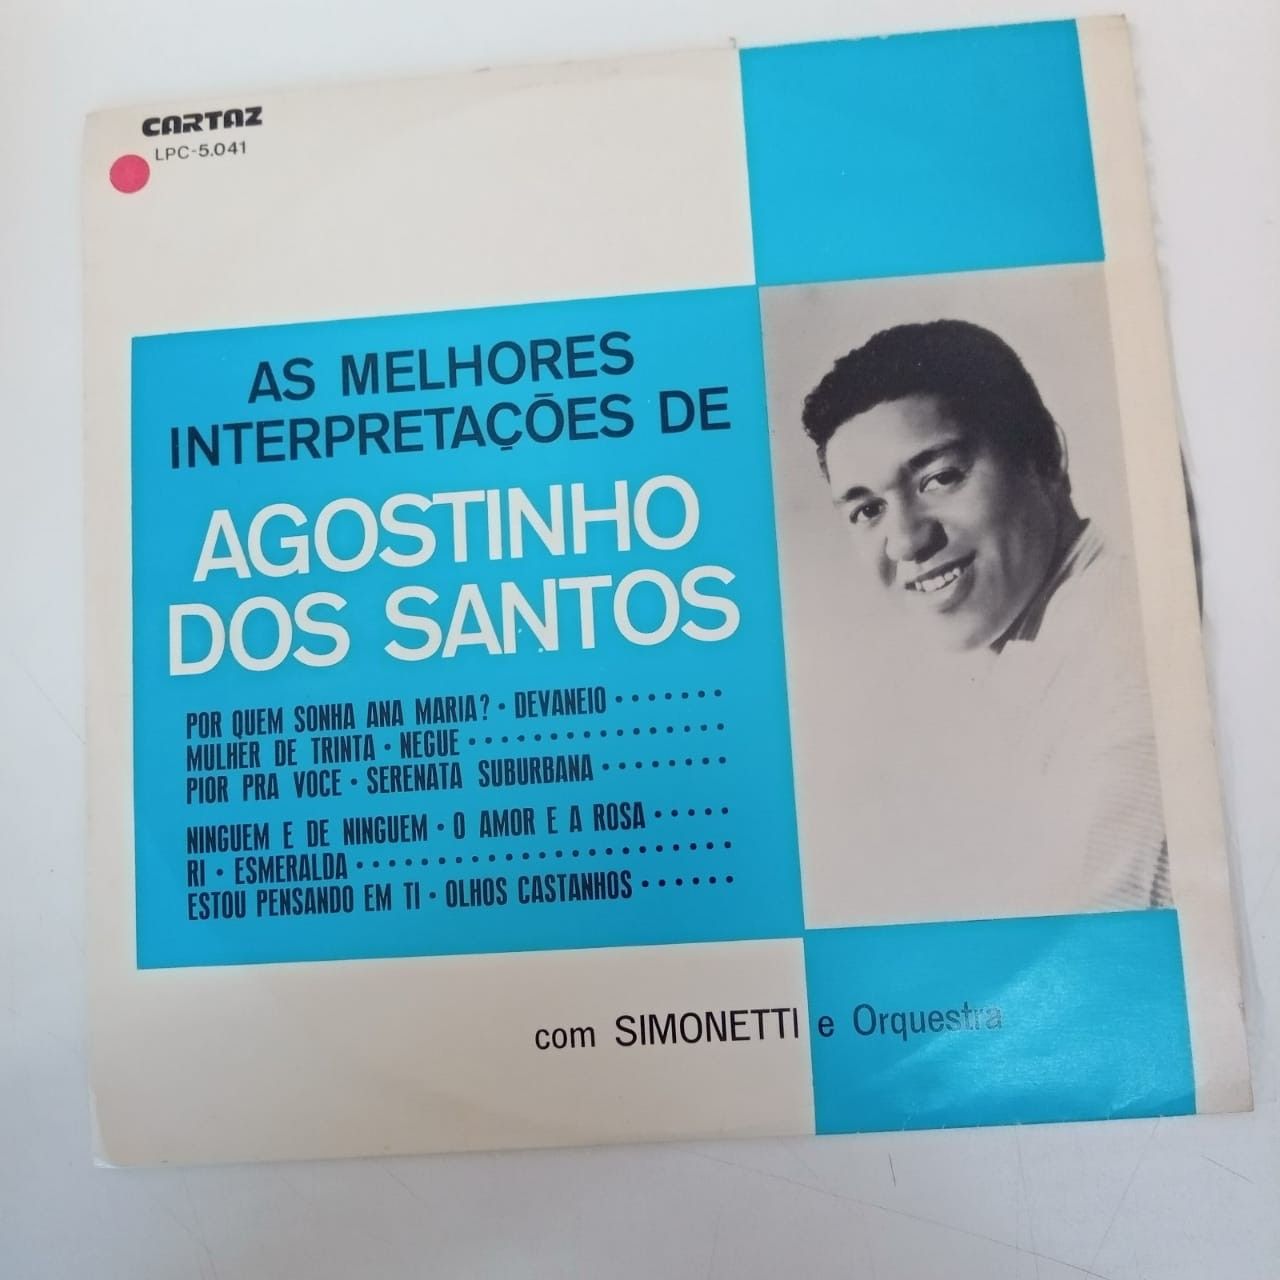 CARTAZ
LPC-5.041
AS MELHORES
INTERPRETAÇÕES DE
AGOSTINHO
DOS SANTOS
POR QUEM SONHA ANA MARIA? • DEVANEIO • • • • • • •
MULHER DE TRINTA • NEGUE • • • • • • • • • • • • • • • •
PIOR PRA VOCE • SERENATA SUBURBANA • • • • • • • •
NINGUEM E DE NINGUEM • O AMOR E A ROSA • • • • •
RI • ESMERALDA • • • • • • • • • • • • • • • • • • • • • • • •
ESTOU PENSANDO EM TI • OLHOS CASTANHOS • • • • • •
com SIMONETTI e Orquestra